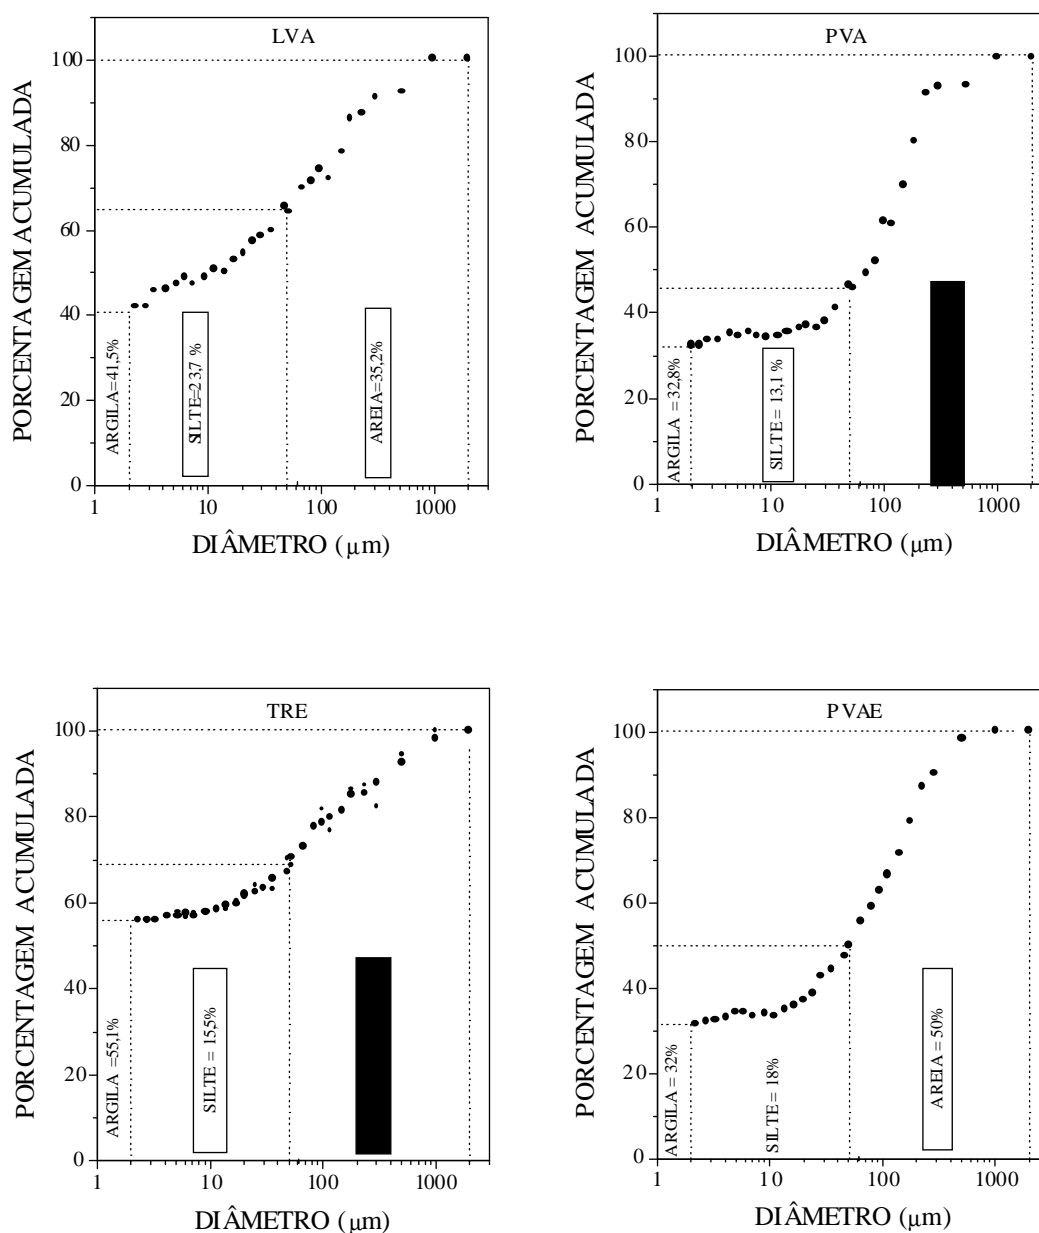 LVA
PORCENTAGEM ACUMULADA
100
80
60
40
20
0
ARGILA=41,5%
SILTE=23,7 %
AREIA=35,2%
1 10 100 1000
DIÂMETRO (μm)
PVA
PORCENTAGEM ACUMULADA
100
80
60
40
20
0
ARGILA = 32,8%
SILTE = 13,1 %
1 10 100 1000
DIÂMETRO (μm)
TRE
PORCENTAGEM ACUMULADA
100
80
60
40
20
0
ARGILA =55,1%
SILTE = 15,5%
1 10 100 1000
DIÂMETRO (μm)
PVAE
PORCENTAGEM ACUMULADA
100
80
60
40
20
0
ARGILA = 32%
SILTE = 18%
AREIA = 50%
1 10 100 1000
DIÂMETRO (μm)